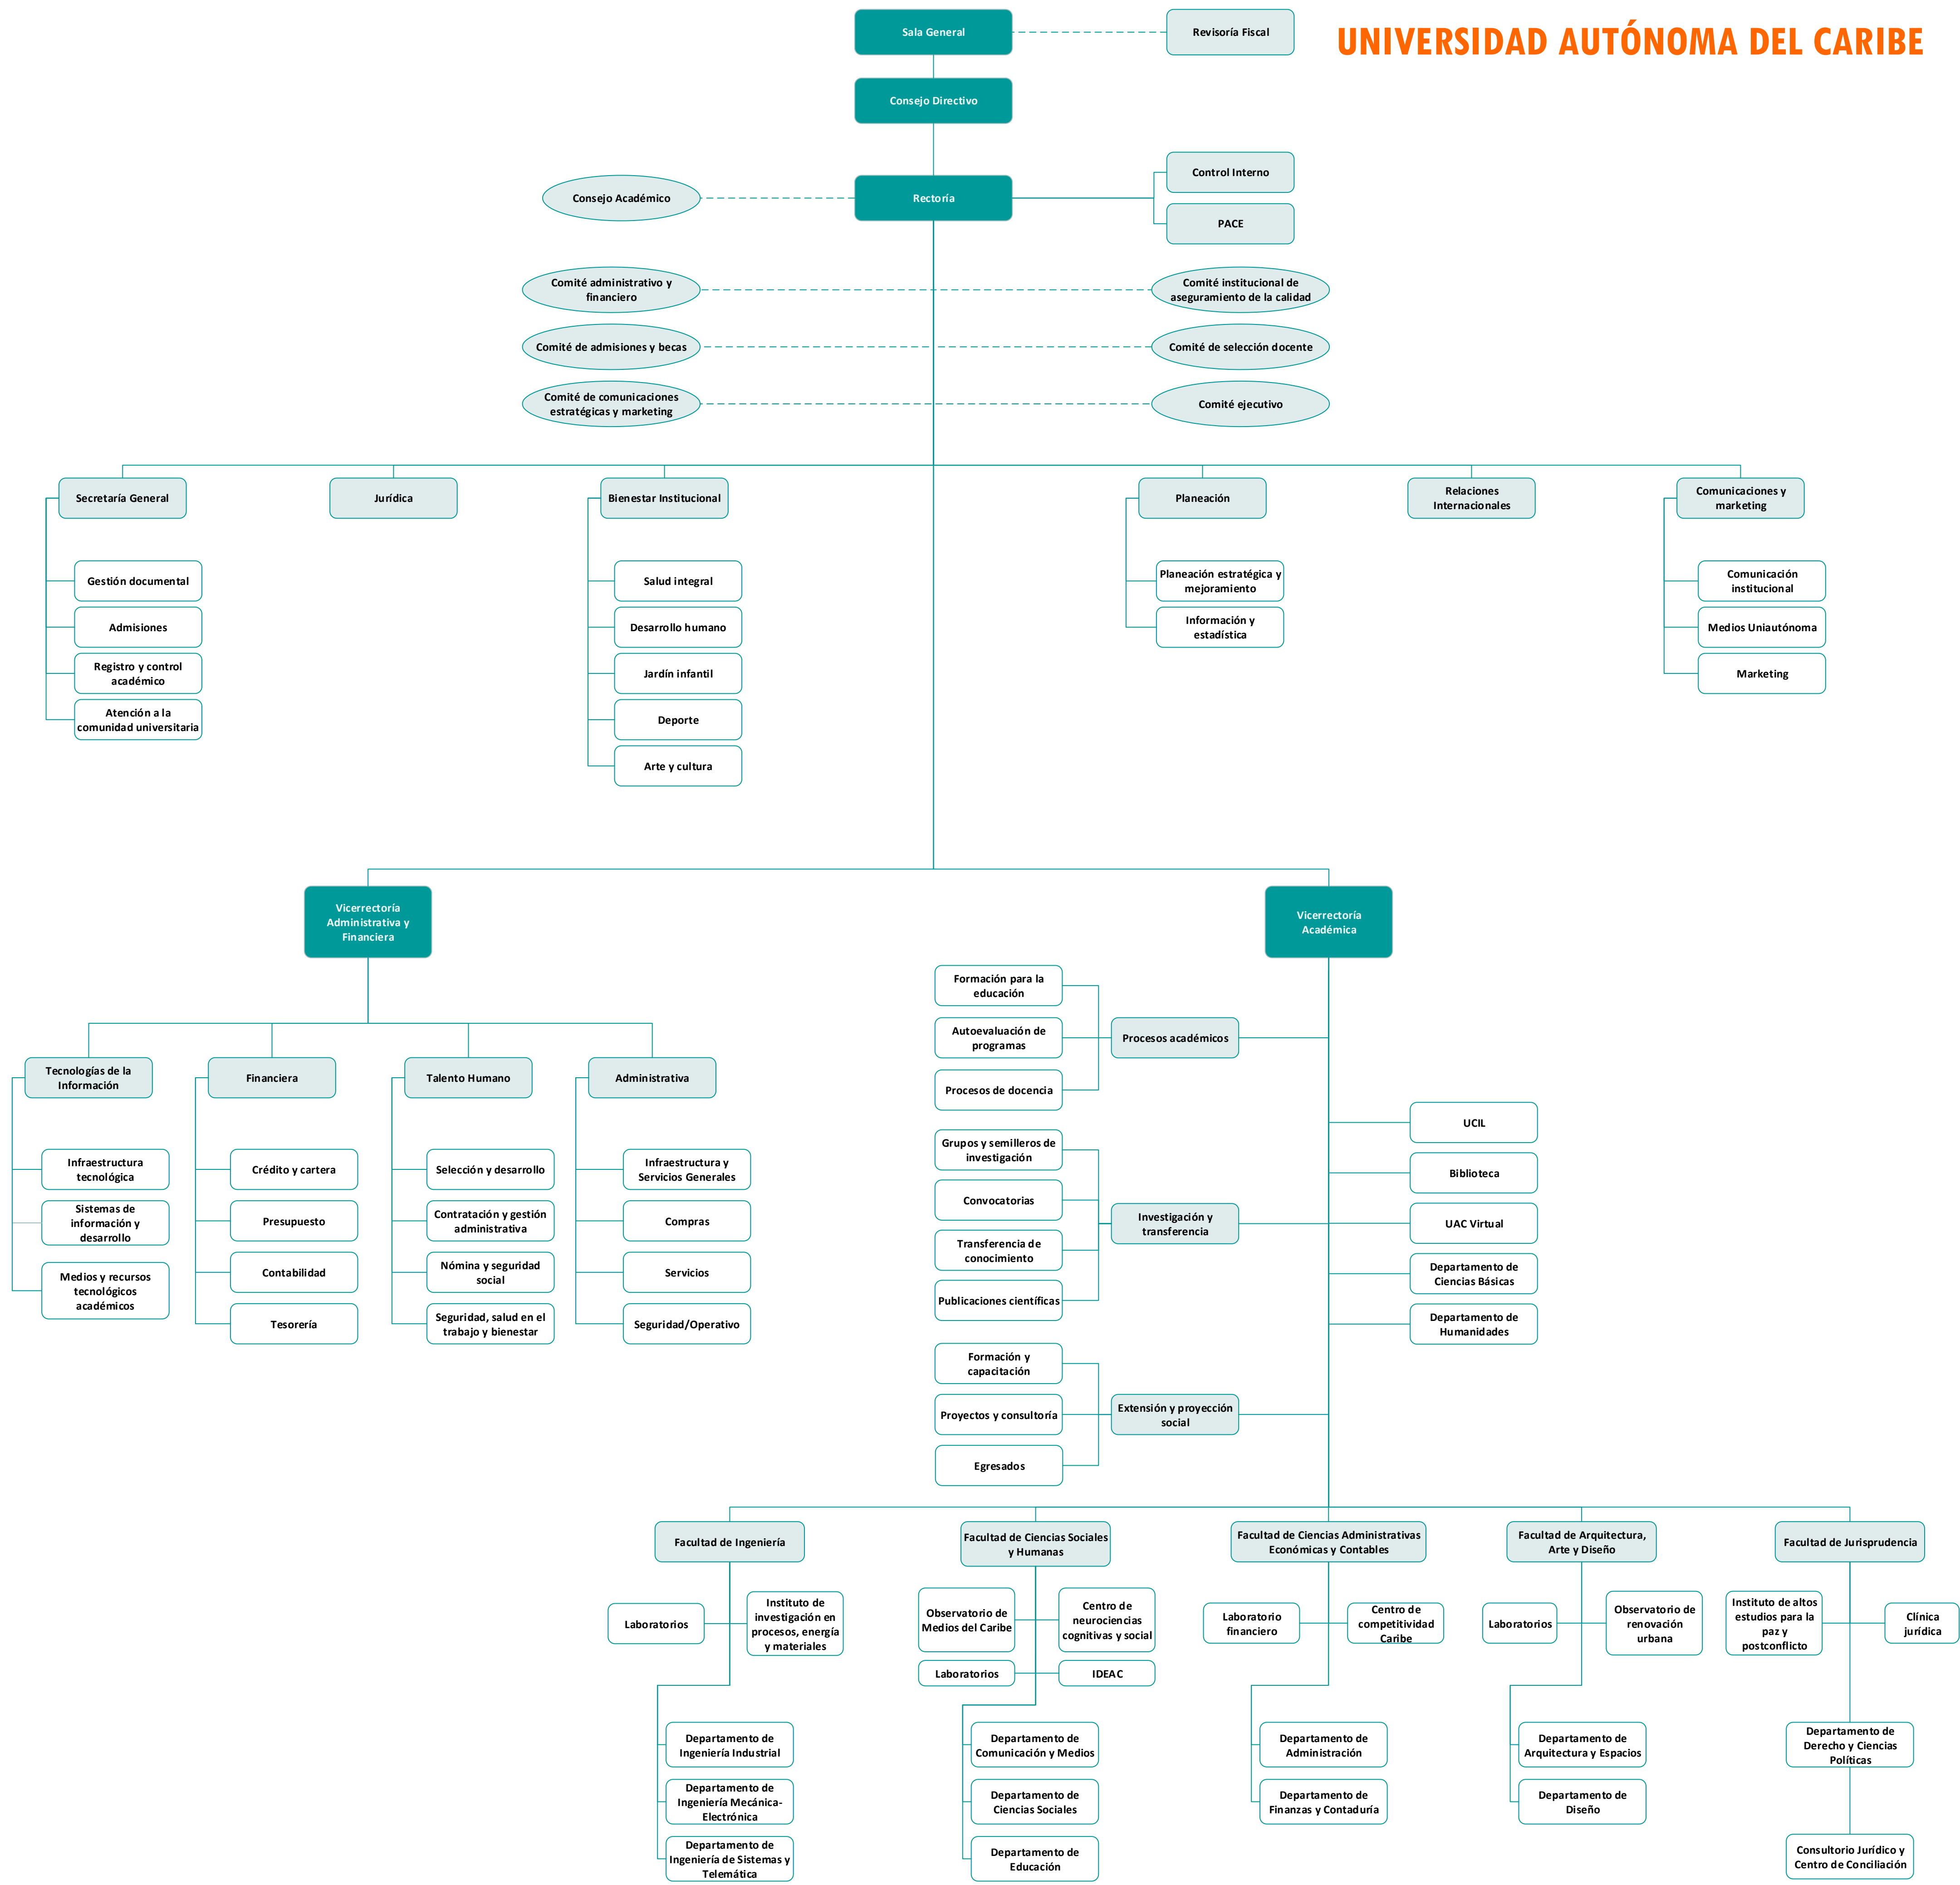 UNIVERSIDAD AUTÓNOMA DEL CARIBE
Sala General
Revisoría Fiscal
Consejo Directivo
Consejo Académico
Rectoría
Control Interno
PACE
Comité administrativo y
financiero
Comité institucional de
aseguramiento de la calidad
Comité de admisiones y becas
Comité de selección docente
Comité de comunicaciones
estratégicas y marketing
Comité ejecutivo
Secretaría General
Jurídica
Bienestar Institucional
Planeación
Relaciones
Internacionales
Comunicaciones y
marketing
Gestión documental
Admisiones
Registro y control
académico
Atención a la
comunidad universitaria
Salud integral
Desarrollo humano
Jardín infantil
Deporte
Arte y cultura
Planeación estratégica y
mejoramiento
Información y
estadística
Comunicación
institucional
Medios Uniautónoma
Marketing
Vicerrectoría
Administrativa y
Financiera
Vicerrectoría
Académica
Tecnologías de la
Información
Financiera
Talento Humano
Administrativa
Infraestructura
tecnológica
Sistemas de
información y
desarrollo
Medios y recursos
tecnológicos
académicos
Crédito y cartera
Presupuesto
Contabilidad
Tesorería
Selección y desarrollo
Contratación y gestión
administrativa
Nómina y seguridad
social
Seguridad, salud en el
trabajo y bienestar
Infraestructura y
Servicios Generales
Compras
Servicios
Seguridad/Operativo
Formación para la
educación
Autoevaluación de
programas
Procesos de docencia
Procesos académicos
Grupos y semilleros de
investigación
Convocatorias
Transferencia de
conocimiento
Publicaciones científicas
Investigación y
transferencia
Formación y
capacitación
Proyectos y consultoría
Egresados
Extensión y proyección
social
UCIL
Biblioteca
UAC Virtual
Departamento de
Ciencias Básicas
Departamento de
Humanidades
Facultad de Ingeniería
Facultad de Ciencias Sociales
y Humanas
Facultad de Ciencias Administrativas
Económicas y Contables
Facultad de Arquitectura,
Arte y Diseño
Facultad de Jurisprudencia
Laboratorios
Instituto de
investigación en
procesos, energía
y materiales
Observatorio de
Medios del Caribe
Centro de
neurociencias
cognitivas y social
Laboratorios
IDEAC
Laboratorio
financiero
Centro de
competitividad
Caribe
Laboratorios
Observatorio de
renovación
urbana
Instituto de altos
estudios para la
paz y
postconflicto
Clínica
jurídica
Departamento de
Ingeniería Industrial
Departamento de
Ingeniería Mecánica-
Electrónica
Departamento de
Ingeniería de Sistemas y
Telemática
Departamento de
Comunicación y Medios
Departamento de
Ciencias Sociales
Departamento de
Educación
Departamento de
Administración
Departamento de
Finanzas y Contaduría
Departamento de
Arquitectura y Espacios
Departamento de
Diseño
Departamento de
Derecho y Ciencias
Políticas
Consultorio Jurídico y
Centro de Conciliación